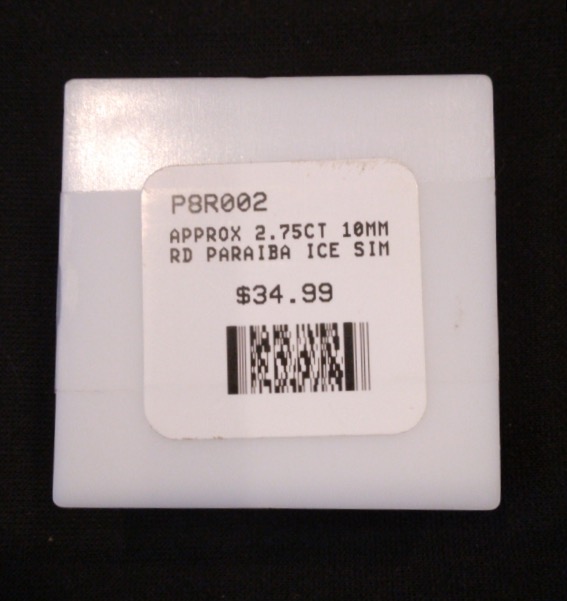 P8R002
APPROX 2.75CT 10MM
RD PARAIBA ICE SIM
$34.99